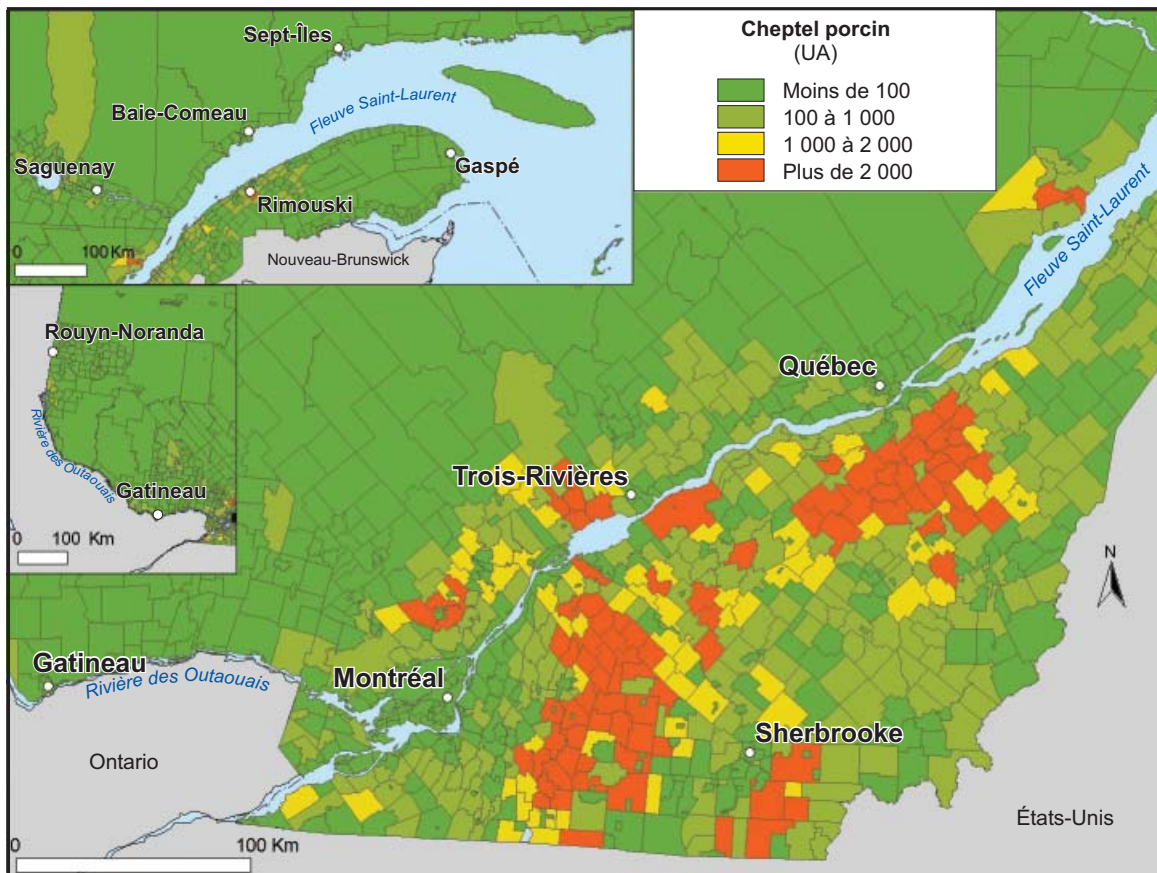 Cheptel porcin
(UA)
Moins de 100
100 à 1 000
1 000 à 2 000
Plus de 2 000
Sept-Îles
Baie-Comeau
Fleuve Saint-Laurent
Saguenay
Gaspé
Rimouski
0 100 Km
Nouveau-Brunswick
Rouyn-Noranda
Rivière des Outaouais
Gatineau
0 100 Km
Fleuve Saint-Laurent
Québec
Trois-Rivières
N
Gatineau
Rivière des Outaouais
Montréal
Sherbrooke
Ontario
États-Unis
0 100 Km